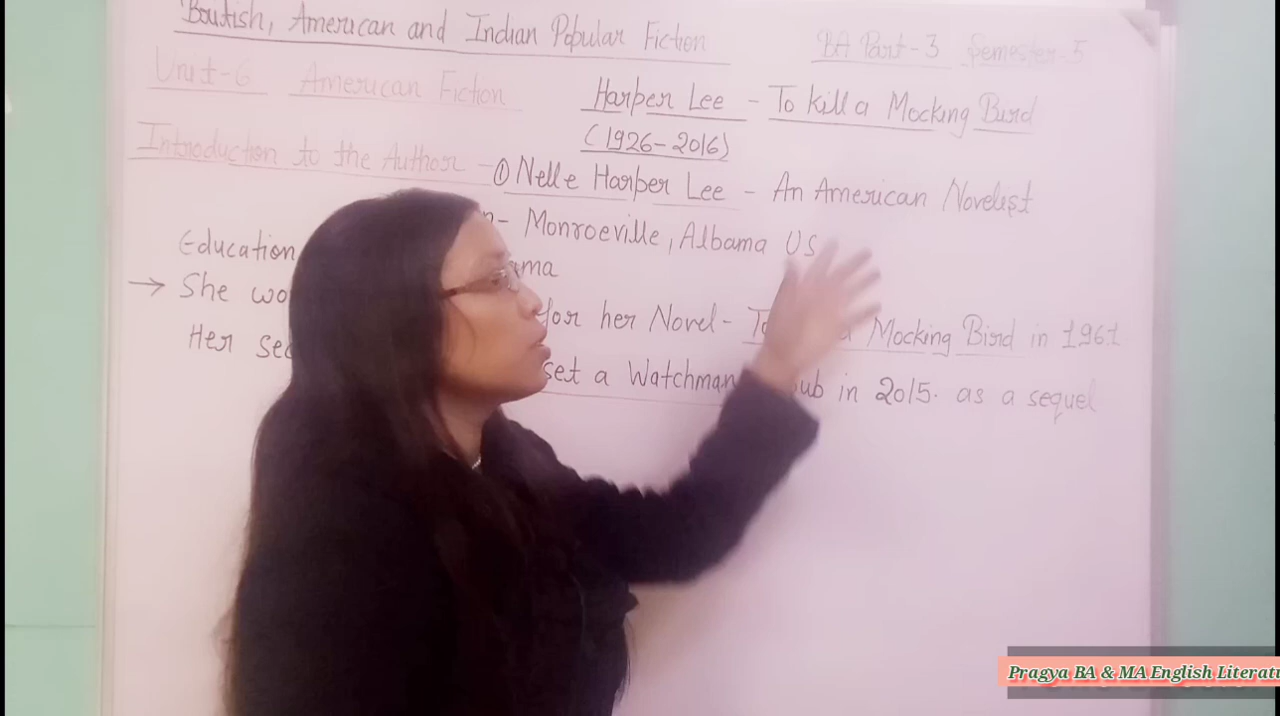 British, American and Indian Popular Fiction
BA Part-3 Semester-5
Unit-6 American Fiction
Harper Lee - To kill a Mocking Bird
(1926-2016)
Introduction to the Author - ① Nelle Harper Lee - An American Novelist
- Monroeville, Albama US
Education
ama
→ She wo for her Novel- To a Mocking Bird in 1961
Her sec set a Watchman ub in 2015. as a sequel
Pragya BA & MA English Literatu